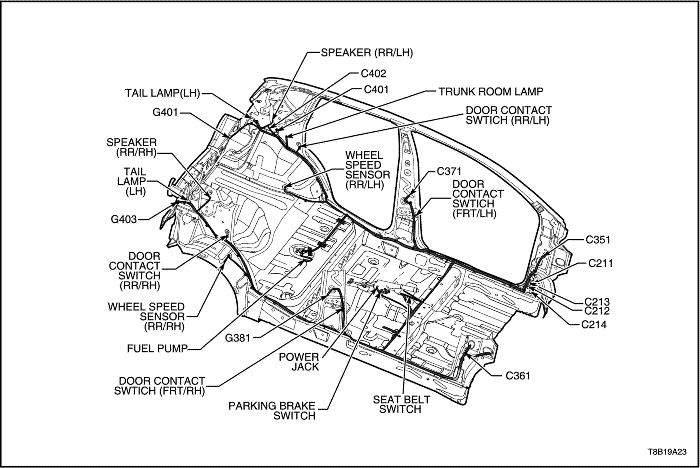 SPEAKER (RR/LH)
C402
C401
TAIL LAMP(LH)
TRUNK ROOM LAMP
G401
DOOR CONTACT
SWTICH (RR/LH)
SPEAKER
(RR/RH)
WHEEL
SPEED
SENSOR
(RR/LH)
C371
TAIL
LAMP
(LH)
DOOR
CONTACT
SWTICH
(FRT/LH)
G403
C351
DOOR
CONTACT
SWITCH
(RR/RH)
C211
C213
C212
C214
WHEEL SPEED
SENSOR
(RR/RH)
FUEL PUMP
G381
POWER
JACK
C361
DOOR CONTACT
SWTICH (FRT/RH)
PARKING BRAKE
SWITCH
SEAT BELT
SWITCH
T8B19A23